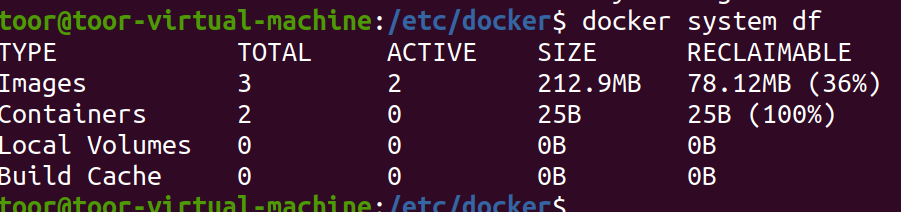 toor@toor-virtual-machine:/etc/docker$ docker system df
TYPE TOTAL ACTIVE SIZE RECLAIMABLE
Images 3 2 212.9MB 78.12MB (36%)
Containers 2 0 25B 25B (100%)
Local Volumes 0 0 0B 0B
Build Cache 0 0 0B 0B
toor@toor-virtual-machine:/etc/docker$